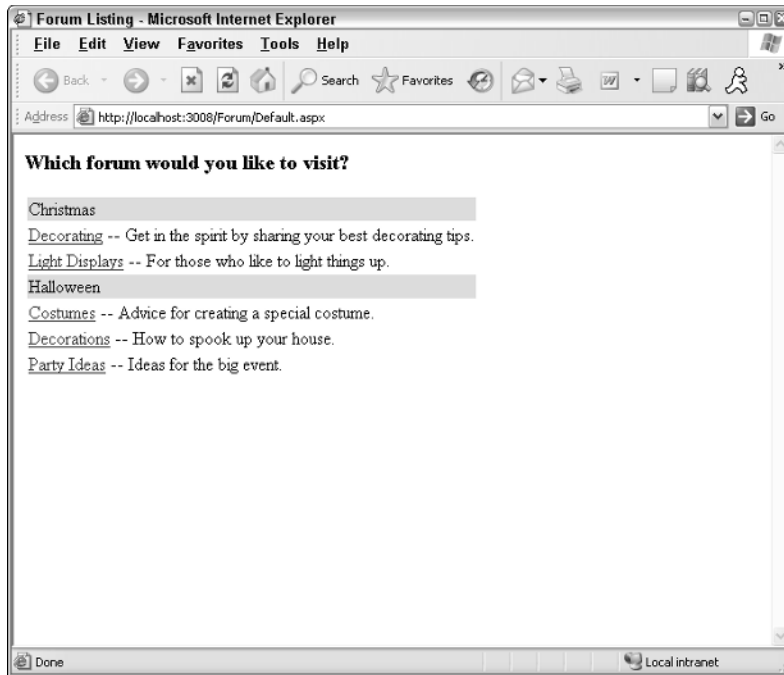 Forum Listing - Microsoft Internet Explorer
File Edit View Favorites Tools Help
Back Search Favorites
Address http://localhost:3008/Forum/Default.aspx Go
Which forum would you like to visit?
Christmas
Decorating -- Get in the spirit by sharing your best decorating tips.
Light Displays -- For those who like to light things up.
Halloween
Costumes -- Advice for creating a special costume.
Decorations -- How to spook up your house.
Party Ideas -- Ideas for the big event.
Done Local intranet